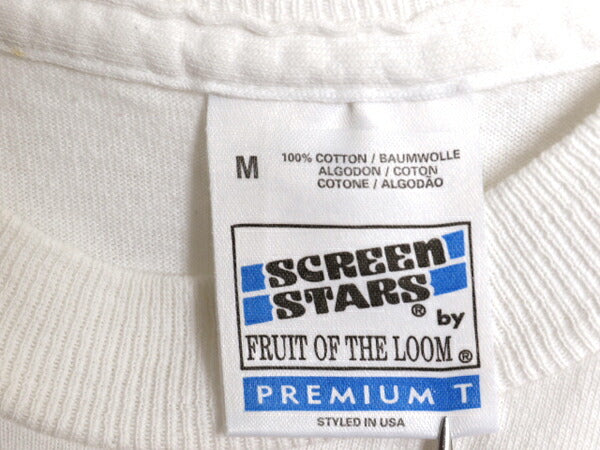 M
100% COTTON / BAUMWOLLE
ALGODON / COTON
COTONE / ALGODÃO
SCREEN
STARS® by
FRUIT OF THE LOOM®
PREMIUM T
STYLED IN USA